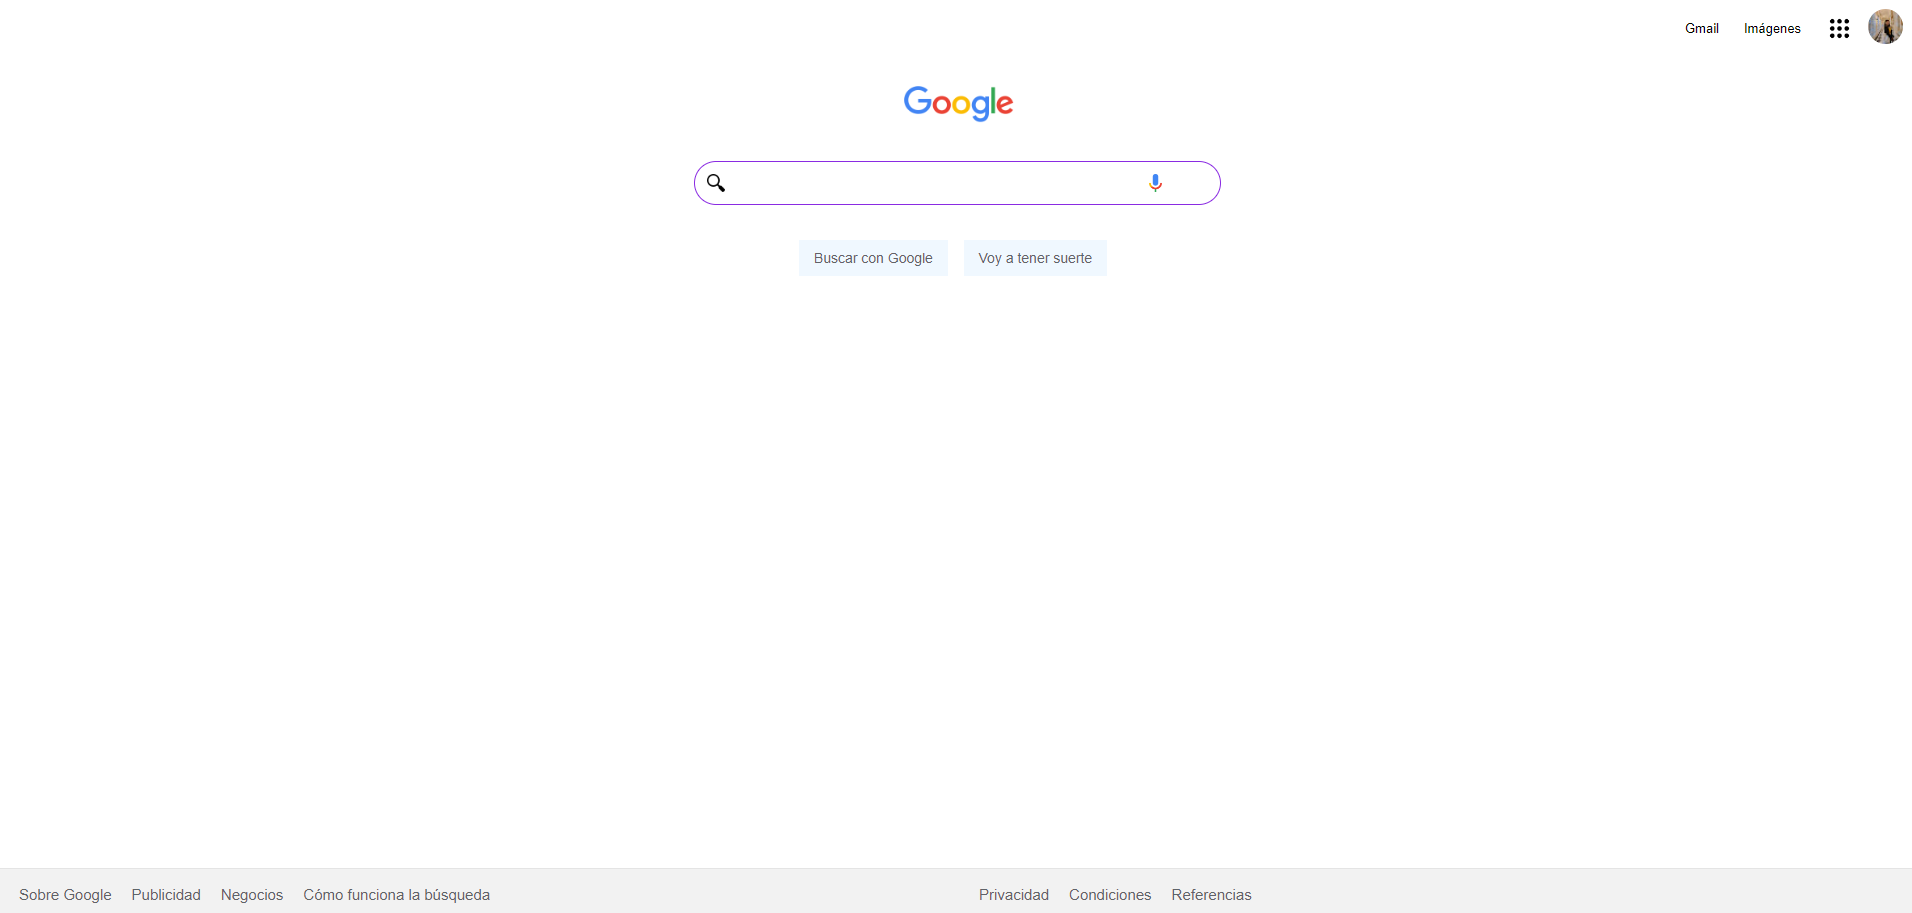 Gmail Imágenes
Google
Buscar con Google Voy a tener suerte
Sobre Google Publicidad Negocios Cómo funciona la búsqueda Privacidad Condiciones Referencias